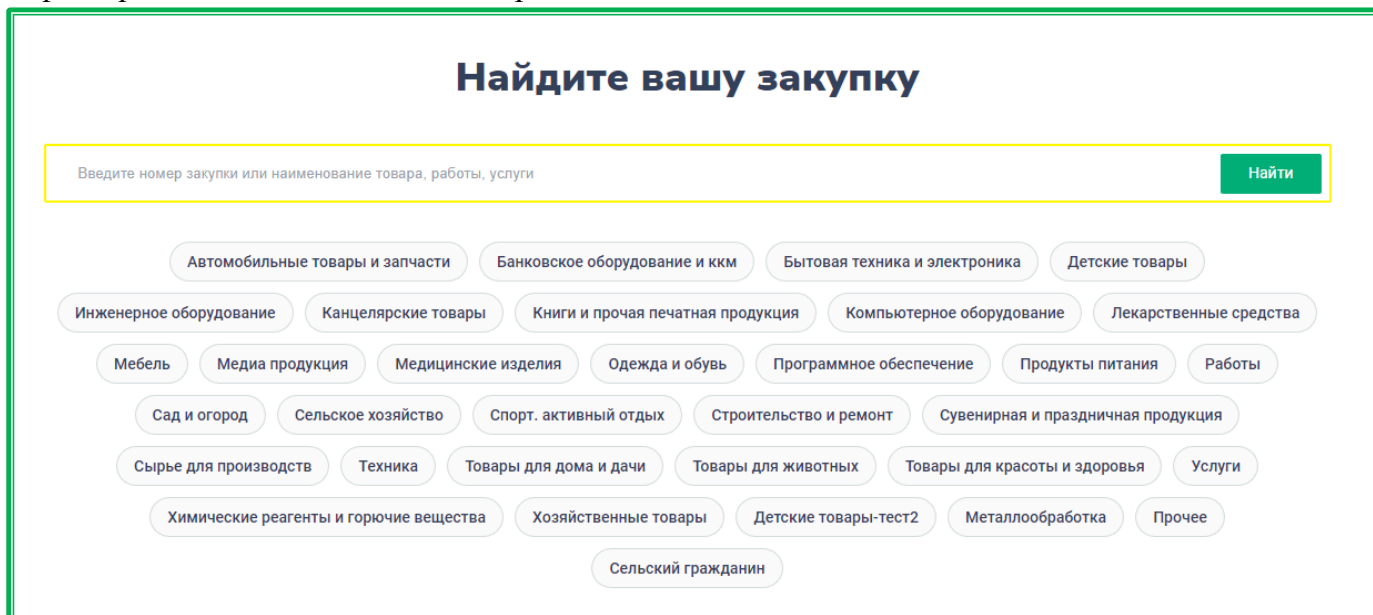 Найдите вашу закупку
Введите номер закупки или наименование товара, работы, услуги Найти
Автомобильные товары и запчасти Банковское оборудование и ккм Бытовая техника и электроника Детские товары
Инженерное оборудование Канцелярские товары Книги и прочая печатная продукция Компьютерное оборудование Лекарственные средства
Мебель Медиа продукция Медицинские изделия Одежда и обувь Программное обеспечение Продукты питания Работы
Сад и огород Сельское хозяйство Спорт. активный отдых Строительство и ремонт Сувенирная и праздничная продукция
Сырье для производств Техника Товары для дома и дачи Товары для животных Товары для красоты и здоровья Услуги
Химические реагенты и горючие вещества Хозяйственные товары Детские товары-тест2 Металлообработка Прочее
Сельский гражданин